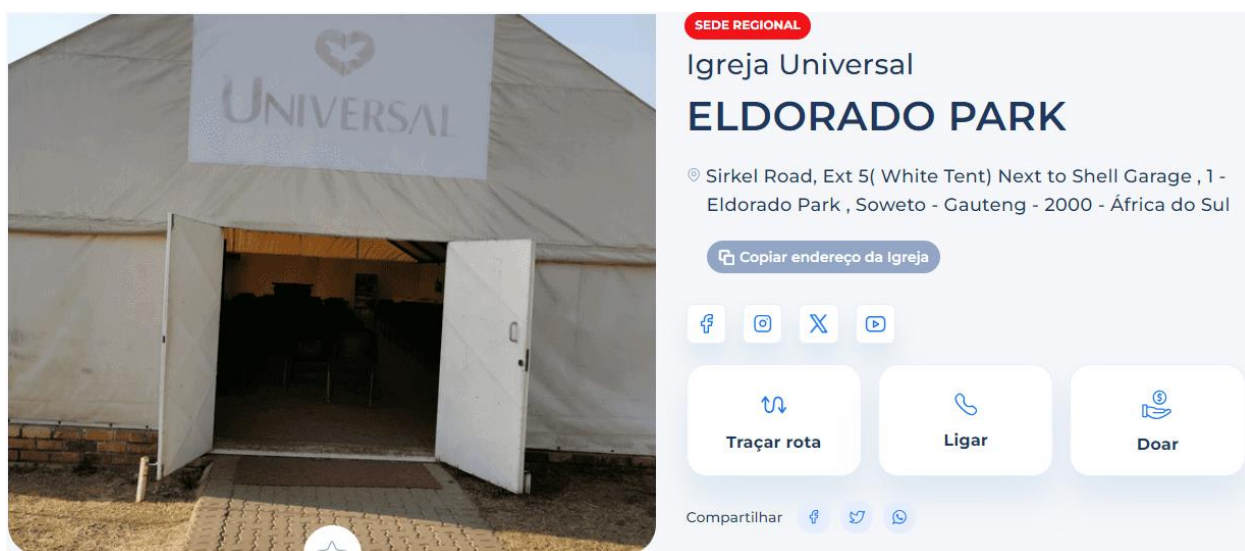 UNIVERSAL
SEDE REGIONAL
Igreja Universal
ELDORADO PARK
Sirkel Road, Ext 5( White Tent) Next to Shell Garage , 1 -
Eldorado Park , Soweto - Gauteng - 2000 - África do Sul
Copiar endereço da Igreja
Traçar rota
Ligar
Doar
Compartilhar